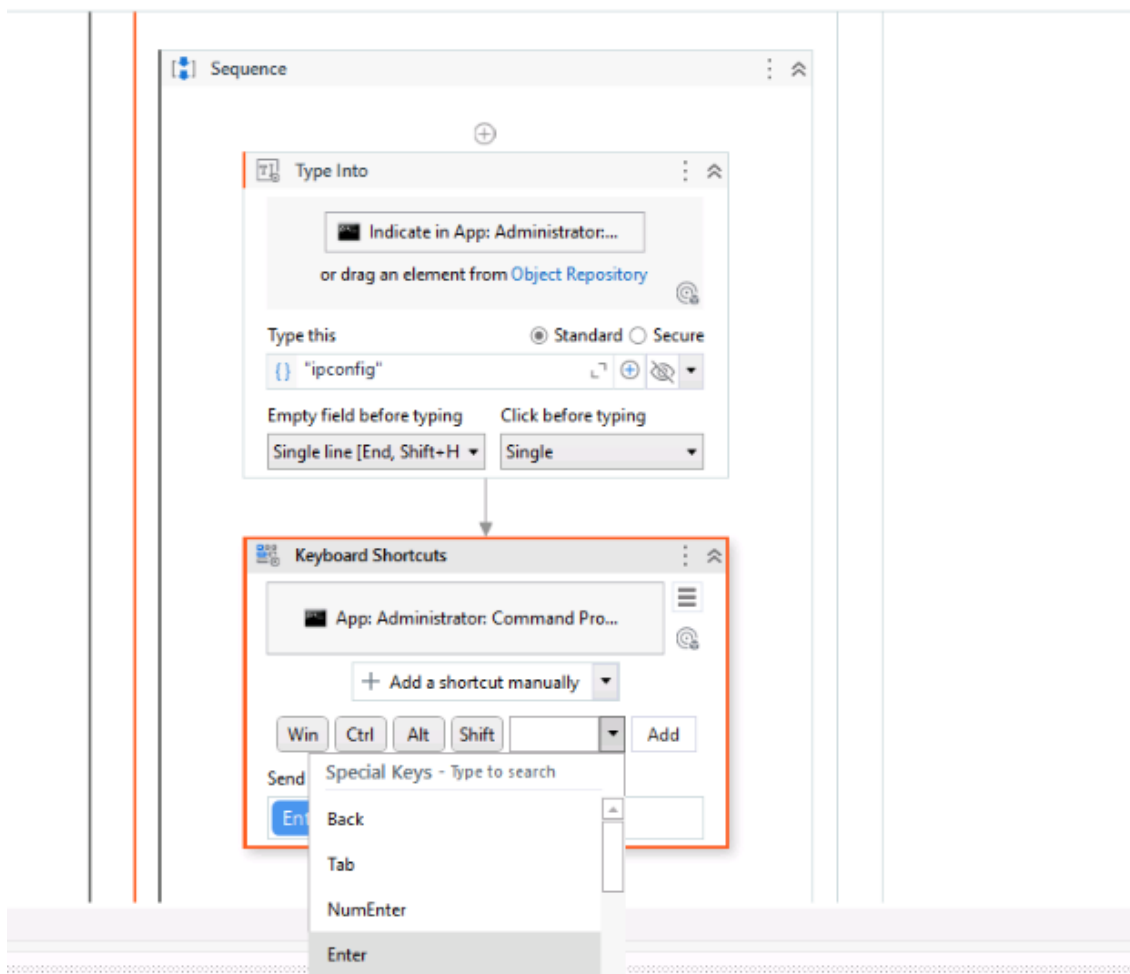 Sequence
Type Into
Indicate in App: Administrator:...
or drag an element from Object Repository
Type this Standard Secure
{} "ipconfig"
Empty field before typing Click before typing
Single line [End, Shift+H Single
Keyboard Shortcuts
App: Administrator: Command Pro...
+ Add a shortcut manually
Win Ctrl Alt Shift Add
Send
Special Keys - Type to search
Ent
Back
Tab
NumEnter
Enter